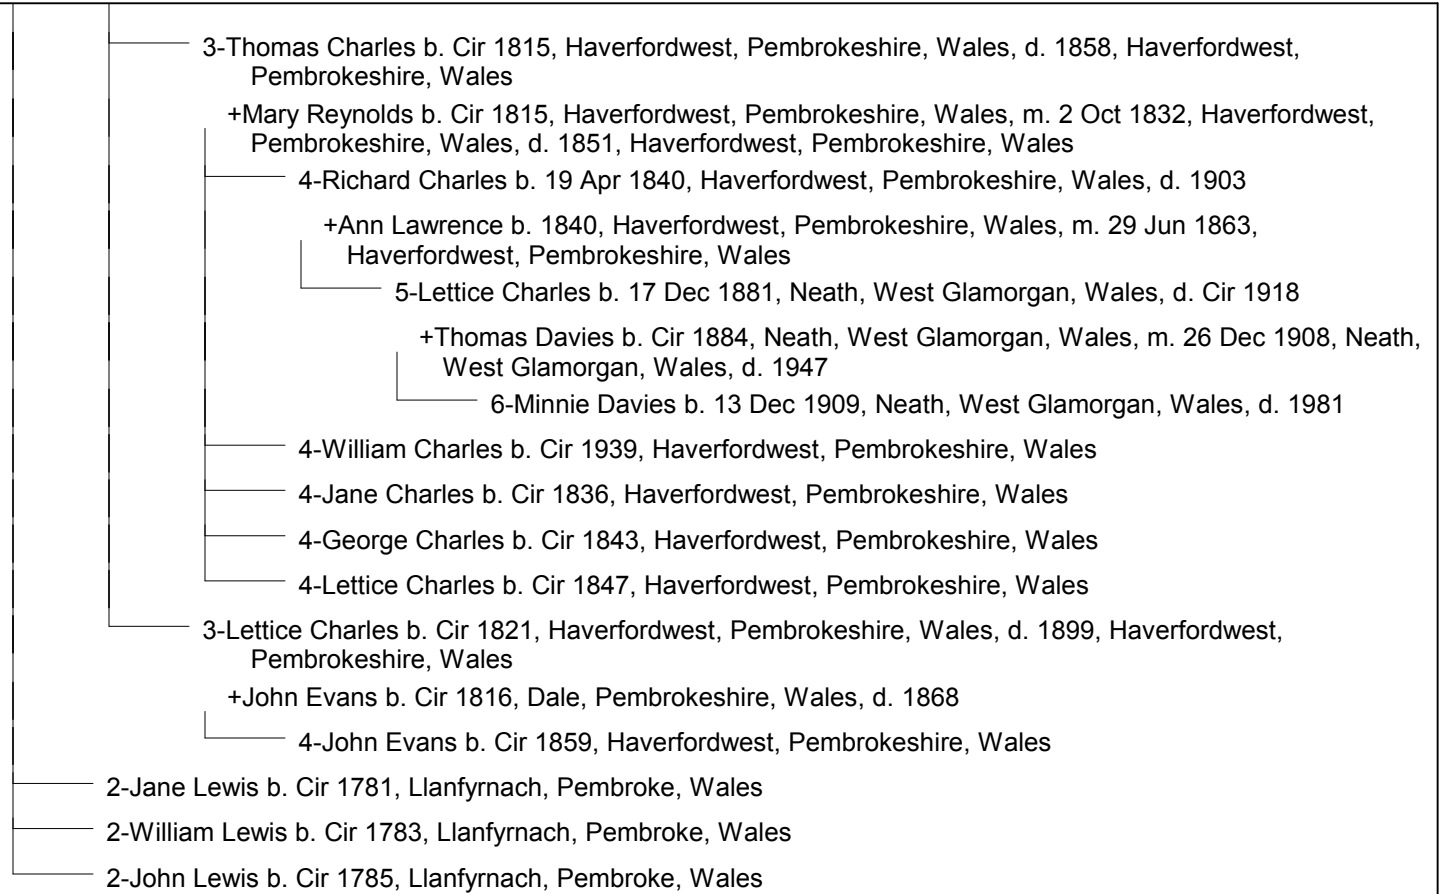 3-Thomas Charles b. Cir 1815, Haverfordwest, Pembrokeshire, Wales, d. 1858, Haverfordwest,
Pembrokeshire, Wales
+Mary Reynolds b. Cir 1815, Haverfordwest, Pembrokeshire, Wales, m. 2 Oct 1832, Haverfordwest,
Pembrokeshire, Wales, d. 1851, Haverfordwest, Pembrokeshire, Wales
4-Richard Charles b. 19 Apr 1840, Haverfordwest, Pembrokeshire, Wales, d. 1903
+Ann Lawrence b. 1840, Haverfordwest, Pembrokeshire, Wales, m. 29 Jun 1863,
Haverfordwest, Pembrokeshire, Wales
5-Lettice Charles b. 17 Dec 1881, Neath, West Glamorgan, Wales, d. Cir 1918
+Thomas Davies b. Cir 1884, Neath, West Glamorgan, Wales, m. 26 Dec 1908, Neath,
West Glamorgan, Wales, d. 1947
6-Minnie Davies b. 13 Dec 1909, Neath, West Glamorgan, Wales, d. 1981
4-William Charles b. Cir 1939, Haverfordwest, Pembrokeshire, Wales
4-Jane Charles b. Cir 1836, Haverfordwest, Pembrokeshire, Wales
4-George Charles b. Cir 1843, Haverfordwest, Pembrokeshire, Wales
4-Lettice Charles b. Cir 1847, Haverfordwest, Pembrokeshire, Wales
3-Lettice Charles b. Cir 1821, Haverfordwest, Pembrokeshire, Wales, d. 1899, Haverfordwest,
Pembrokeshire, Wales
+John Evans b. Cir 1816, Dale, Pembrokeshire, Wales, d. 1868
4-John Evans b. Cir 1859, Haverfordwest, Pembrokeshire, Wales
2-Jane Lewis b. Cir 1781, Llanfyrnach, Pembroke, Wales
2-William Lewis b. Cir 1783, Llanfyrnach, Pembroke, Wales
2-John Lewis b. Cir 1785, Llanfyrnach, Pembroke, Wales